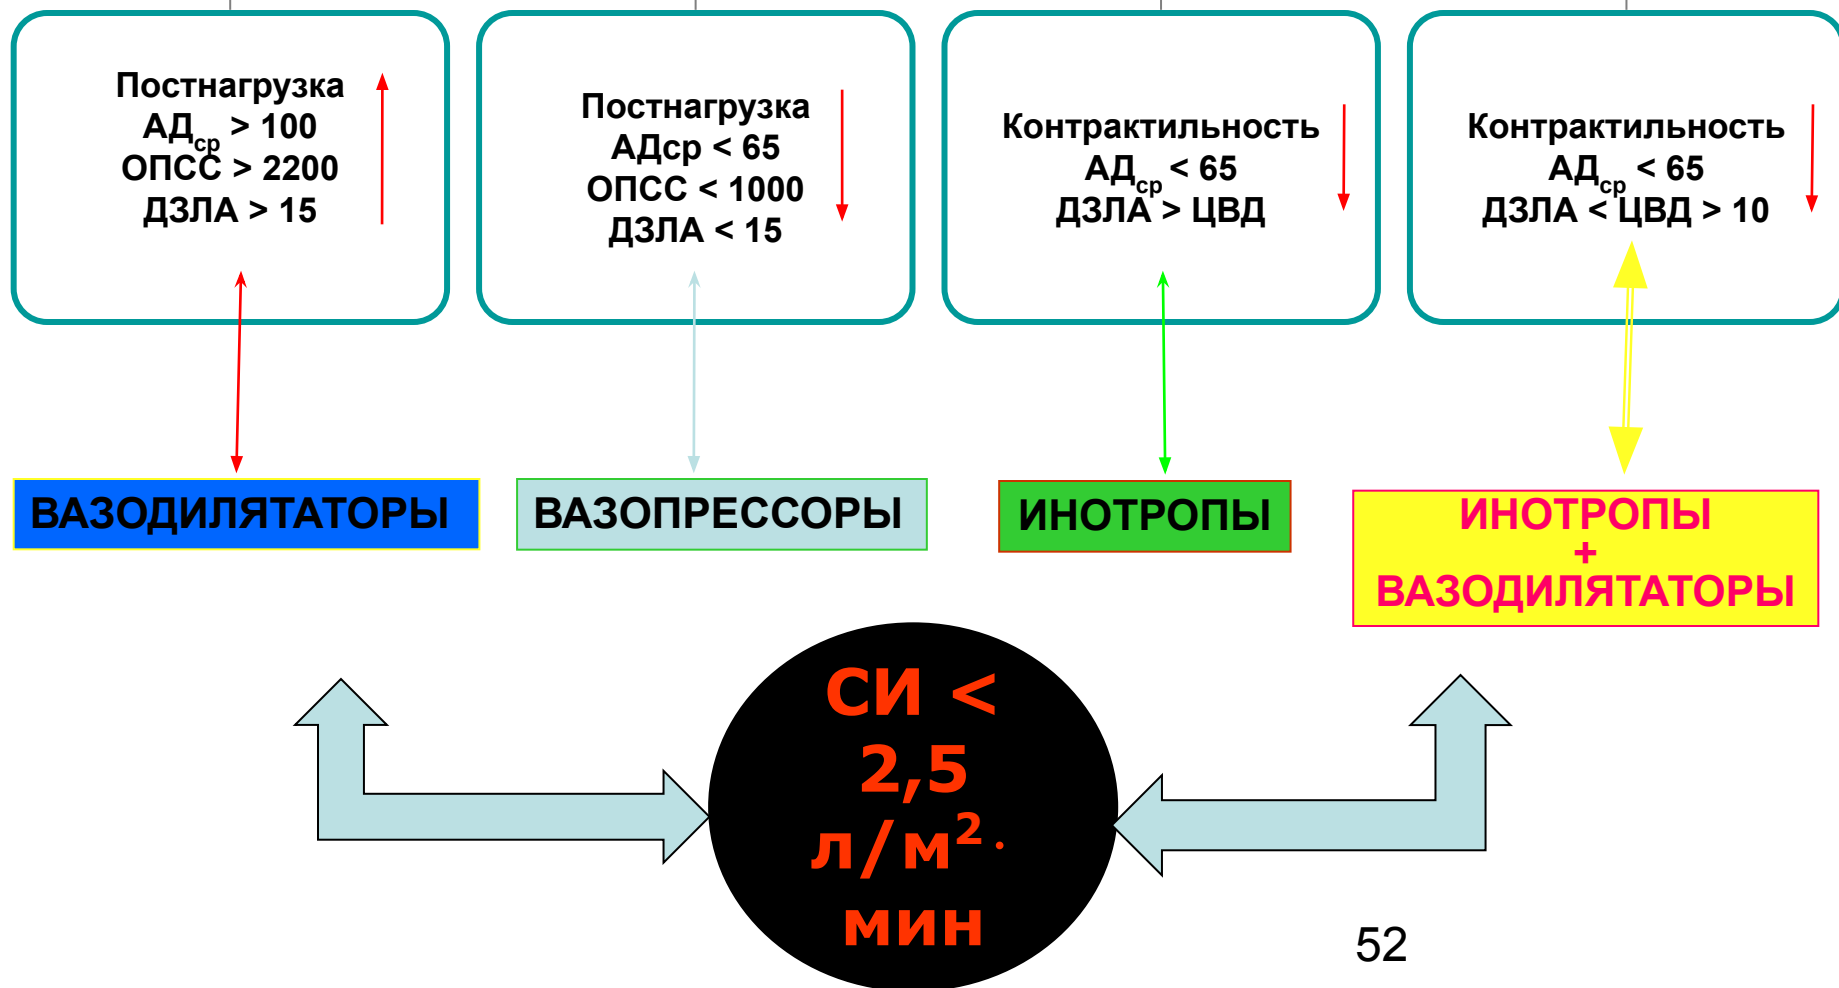 Постнагрузка
АДср > 100
ОПСС > 2200
ДЗЛА > 15
Постнагрузка
АДср < 65
ОПСС < 1000
ДЗЛА < 15
Контрактильность
АДср < 65
ДЗЛА > ЦВД
Контрактильность
АДср < 65
ДЗЛА < ЦВД > 10
ВАЗОДИЛЯТАТОРЫ
ВАЗОПРЕССОРЫ
ИНОТРОПЫ
ИНОТРОПЫ
+
ВАЗОДИЛЯТАТОРЫ
СИ <
2,5
л/м²·
мин
52